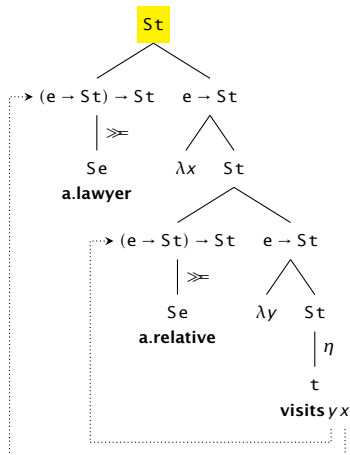 St
(e → St) → St e → St
⋙=
Se λx St
a.lawyer
(e → St) → St e → St
⋙=
Se λy St
a.relative
η
t
visits y x